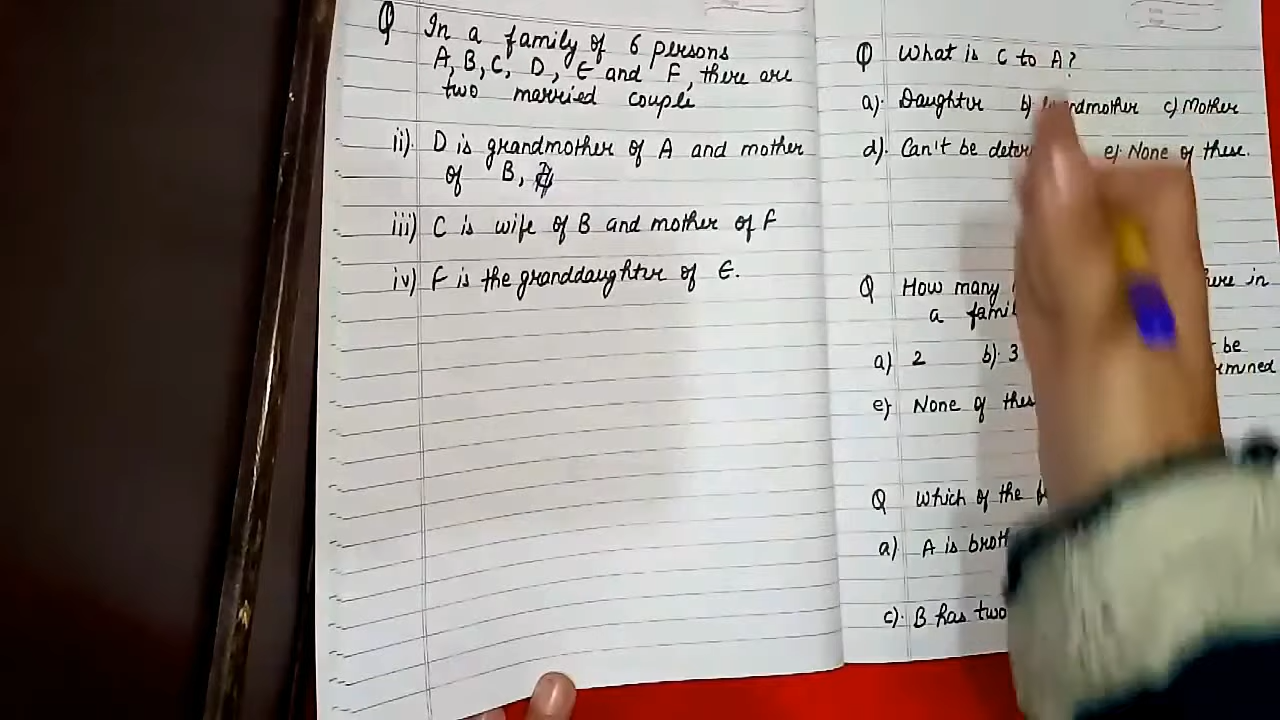 Q In a family of 6 persons
A, B, C, D, E and F, there are
two married couple
ii). D is grandmother of A and mother
of B,
iii) C is wife of B and mother of F
iv) F is the granddaughter of E.
Q What is C to A?
a). Daughter b) c) Mother
d). Can't be e). None of these.
Q How many in
a
a) 2 b). 3 be
e). None of
Q Which of the
a) A is
c). B has two